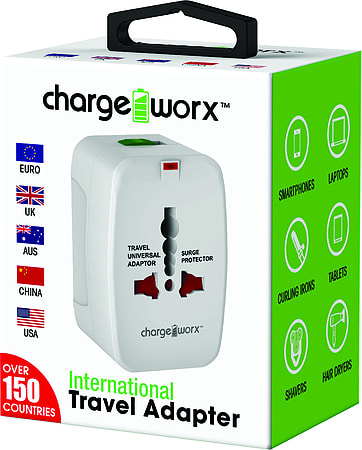 chargeworx™
EURO
UK
AUS
CHINA
USA
TRAVEL
UNIVERSAL
ADAPTOR
SURGE
PROTECTOR
chargeworx™
OVER
150
COUNTRIES
International
Travel Adapter
SMARTPHONES
LAPTOPS
CURLING IRONS
TABLETS
SHAVERS
HAIR DRYERS